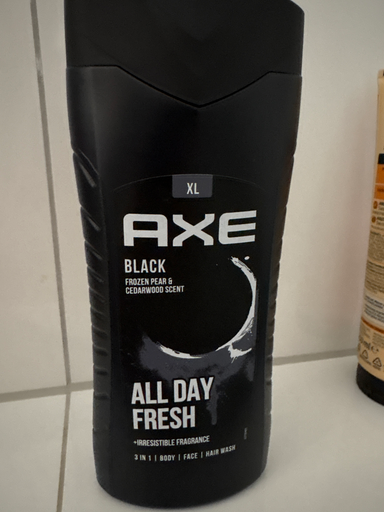 XL
AXE
BLACK
FROZEN PEAR &
CEDARWOOD SCENT
ALL DAY
FRESH
+IRRESISTIBLE FRAGRANCE
3 IN 1 | BODY | FACE | HAIR WASH